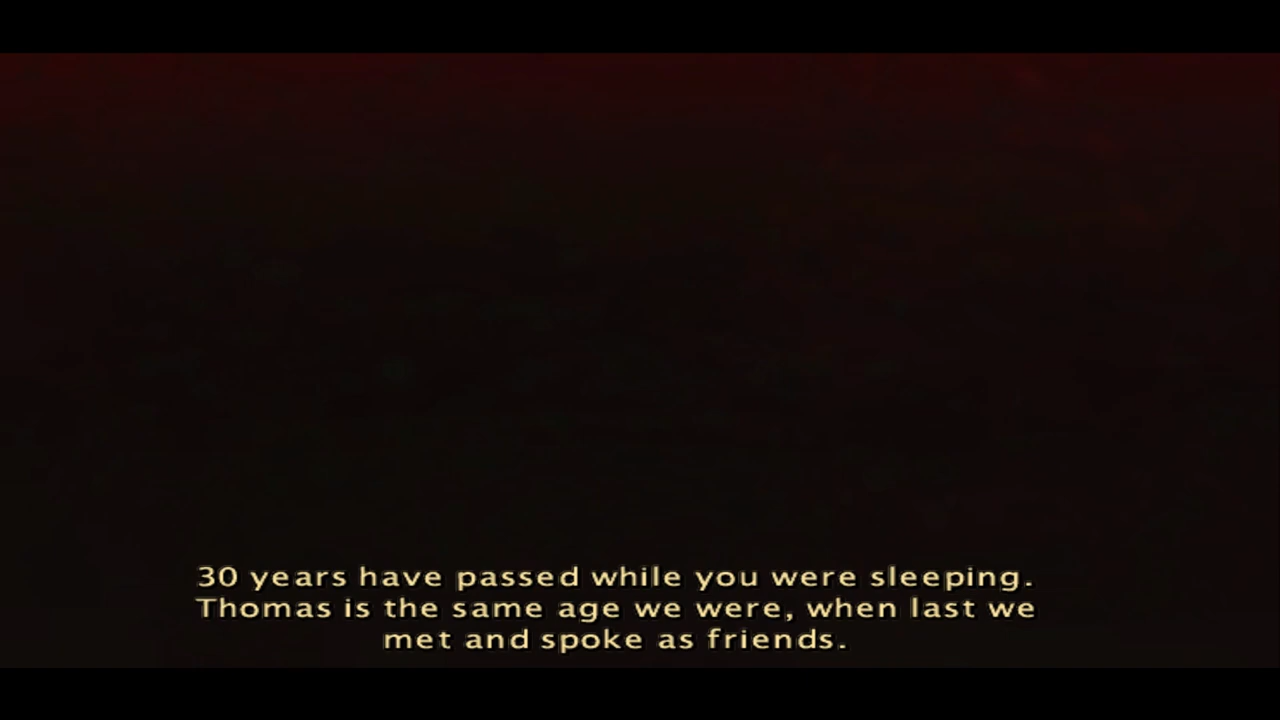 30 years have passed while you were sleeping.
Thomas is the same age we were, when last we
met and spoke as friends.